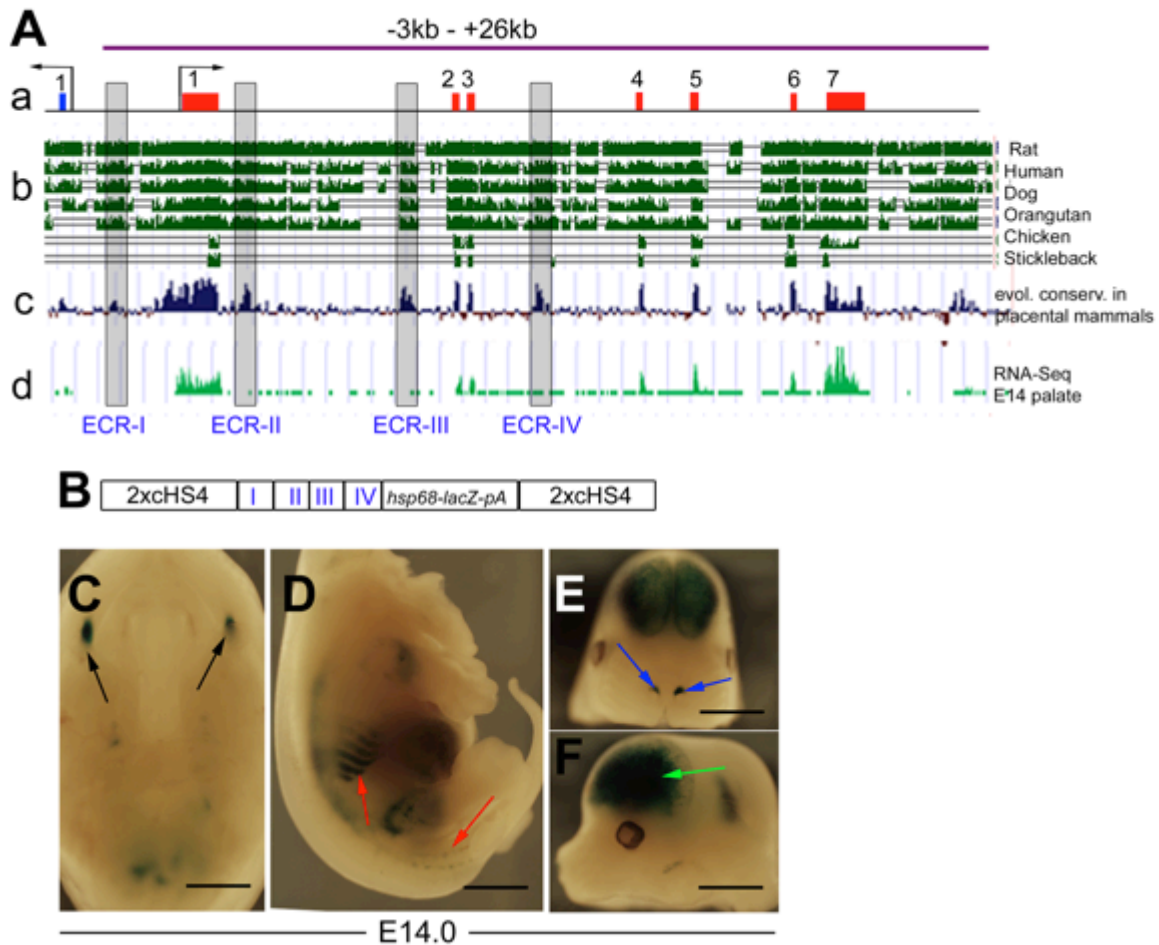 A
-3kb - +26kb
a
1
1
2 3
4
5
6
7
b
Rat
Human
Dog
Orangutan
Chicken
Stickleback
c
evol. conserv. in
placental mammals
d
RNA-Seq
E14 palate
ECR-I
ECR-II
ECR-III
ECR-IV
B
2xcHS4
I
II
III
IV
hsp68-lacZ-pA
2xcHS4
C
D
E
F
E14.0